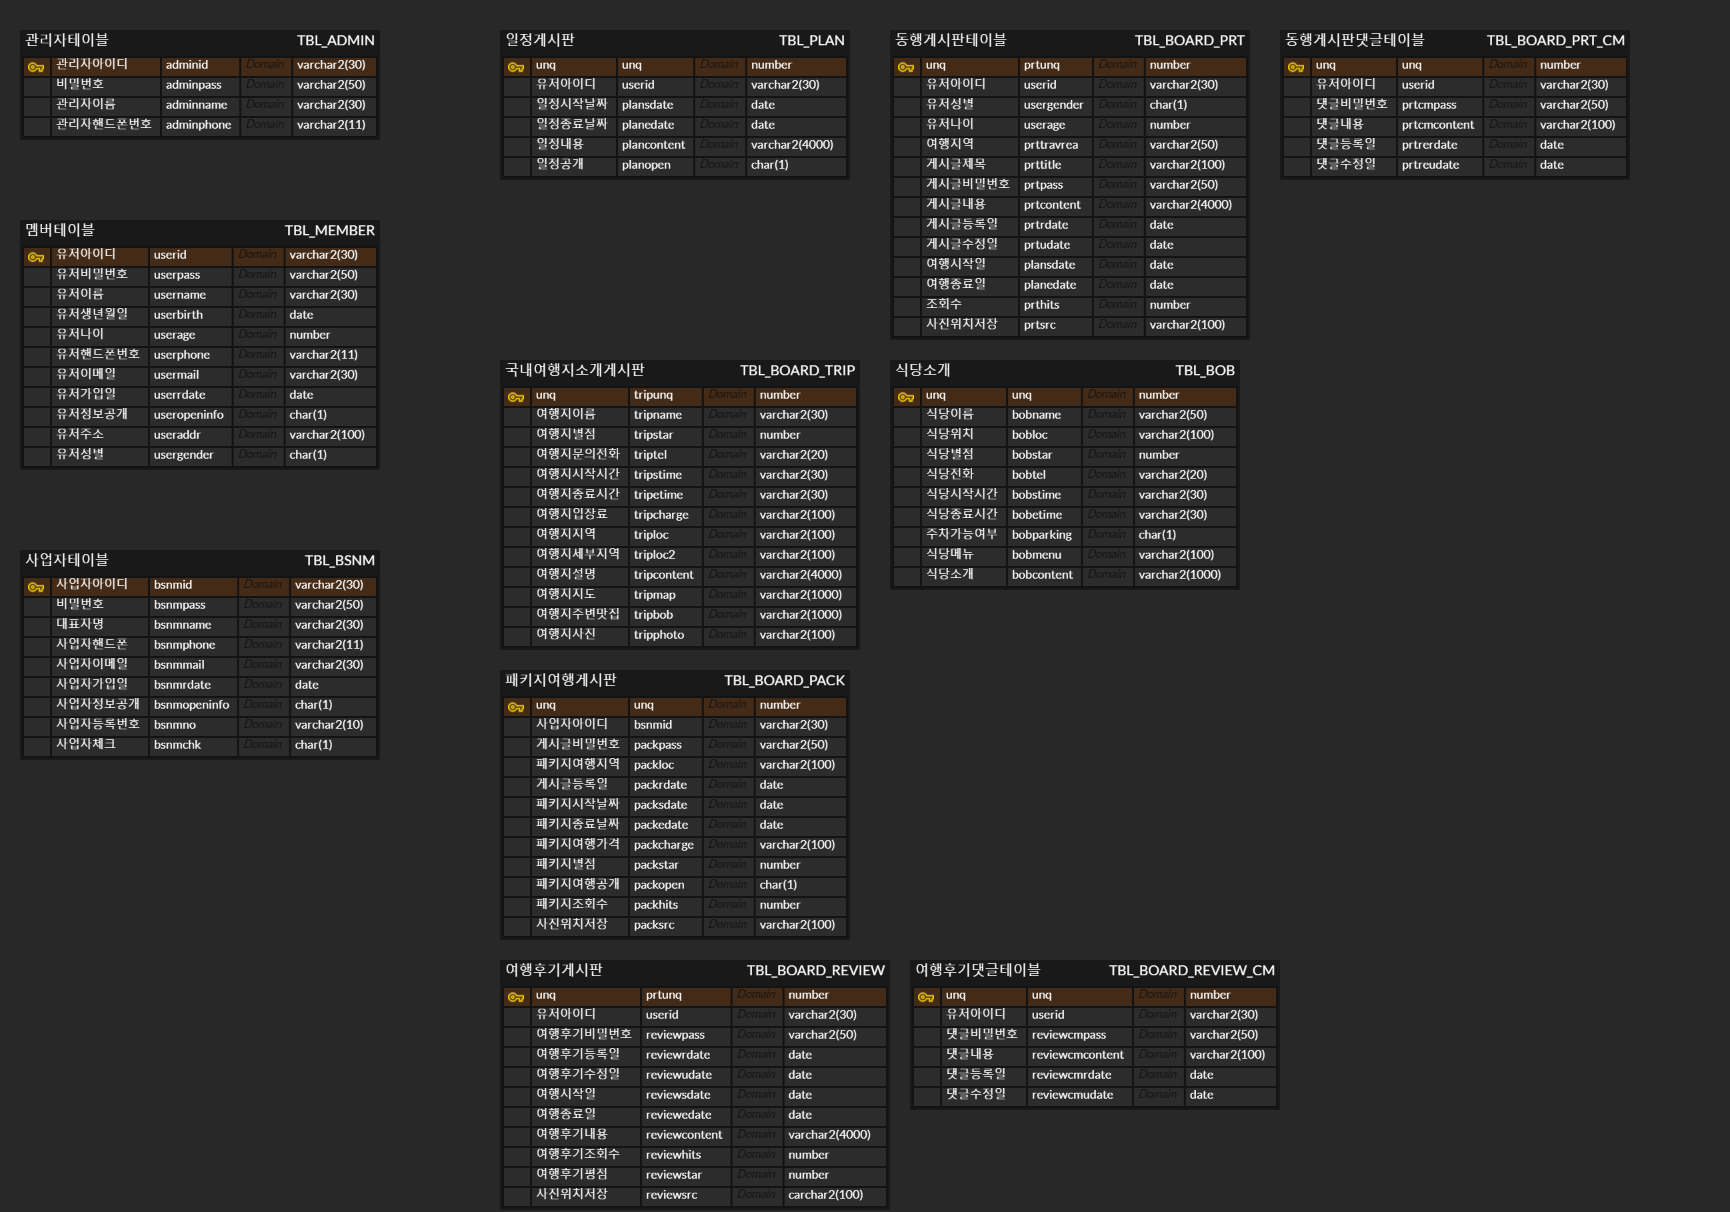 관리자테이블 TBL_ADMIN
관리자아이디 adminid Domain varchar2(30)
비밀번호 adminpass Domain varchar2(50)
관리자이름 adminname Domain varchar2(30)
관리자핸드폰번호 adminphone Domain varchar2(11)
멤버테이블 TBL_MEMBER
유저아이디 userid Domain varchar2(30)
유저비밀번호 userpass Domain varchar2(50)
유저이름 username Domain varchar2(30)
유저생년월일 userbirth Domain date
유저나이 userage Domain number
유저핸드폰번호 userphone Domain varchar2(11)
유저이메일 usermail Domain varchar2(30)
유저가입일 userrdate Domain date
유저정보공개 useropeninfo Domain char(1)
유저주소 useraddr Domain varchar2(100)
유저성별 usergender Domain char(1)
사업자테이블 TBL_BSNM
사업자아이디 bsnmid Domain varchar2(30)
비밀번호 bsnmpass Domain varchar2(50)
대표자명 bsnmname Domain varchar2(30)
사업자핸드폰 bsnmphone Domain varchar2(11)
사업자이메일 bsnmmail Domain varchar2(30)
사업자가입일 bsnmrdate Domain date
사업자정보공개 bsnmopeninfo Domain char(1)
사업자등록번호 bsnmno Domain varchar2(10)
사업자체크 bsnmchk Domain char(1)
일정게시판 TBL_PLAN
unq unq Domain number
유저아이디 userid Domain varchar2(30)
일정시작날짜 plansdate Domain date
일정종료날짜 planedate Domain date
일정내용 plancontent Domain varchar2(4000)
일정공개 planopen Domain char(1)
동행게시판테이블 TBL_BOARD_PRT
unq prtunq Domain number
유저아이디 userid Domain varchar2(30)
유저성별 usergender Domain char(1)
유저나이 userage Domain number
여행지역 prttravrea Domain varchar2(50)
게시글제목 prttitle Domain varchar2(100)
게시글비밀번호 prtpass Domain varchar2(50)
게시글내용 prtcontent Domain varchar2(4000)
게시글등록일 prtrdate Domain date
게시글수정일 prtudate Domain date
여행시작일 plansdate Domain date
여행종료일 planedate Domain date
조회수 prthits Domain number
사진위치저장 prtsrc Domain varchar2(100)
동행게시판댓글테이블 TBL_BOARD_PRT_CM
unq unq Domain number
유저아이디 userid Domain varchar2(30)
댓글비밀번호 prtcmpass Domain varchar2(50)
댓글내용 prtcmcontent Domain varchar2(100)
댓글등록일 prtrerdate Domain date
댓글수정일 prtreudate Domain date
국내여행지소개게시판 TBL_BOARD_TRIP
unq tripunq Domain number
여행지이름 tripname Domain varchar2(30)
여행지별점 tripstar Domain number
여행지문의전화 triptel Domain varchar2(20)
여행지시작시간 tripstime Domain varchar2(30)
여행지종료시간 tripetime Domain varchar2(30)
여행지입장료 tripcharge Domain varchar2(100)
여행지지역 triploc Domain varchar2(100)
여행지세부지역 triploc2 Domain varchar2(100)
여행지설명 tripcontent Domain varchar2(4000)
여행지지도 tripmap Domain varchar2(1000)
여행지주변맛집 tripbob Domain varchar2(1000)
여행지사진 tripphoto Domain varchar2(100)
식당소개 TBL_BOB
unq unq Domain number
식당이름 bobname Domain varchar2(50)
식당위치 bobloc Domain varchar2(100)
식당별점 bobstar Domain number
식당전화 bobtel Domain varchar2(20)
식당시작시간 bobstime Domain varchar2(30)
식당종료시간 bobetime Domain varchar2(30)
주차가능여부 bobparking Domain char(1)
식당메뉴 bobmenu Domain varchar2(100)
식당소개 bobcontent Domain varchar2(1000)
패키지여행게시판 TBL_BOARD_PACK
unq unq Domain number
사업자아이디 bsnmid Domain varchar2(30)
게시글비밀번호 packpass Domain varchar2(50)
패키지여행지역 packloc Domain varchar2(100)
게시글등록일 packrdate Domain date
패키지시작날짜 packsdate Domain date
패키지종료날짜 packedate Domain date
패키지여행가격 packcharge Domain varchar2(100)
패키지별점 packstar Domain number
패키지여행공개 packopen Domain char(1)
패키지조회수 packhits Domain number
사진위치저장 packsrc Domain varchar2(100)
여행후기게시판 TBL_BOARD_REVIEW
unq prtunq Domain number
유저아이디 userid Domain varchar2(30)
여행후기비밀번호 reviewpass Domain varchar2(50)
여행후기등록일 reviewrdate Domain date
여행후기수정일 reviewudate Domain date
여행시작일 reviewsdate Domain date
여행종료일 reviewedate Domain date
여행후기내용 reviewcontent Domain varchar2(4000)
여행후기조회수 reviewhits Domain number
여행후기평점 reviewstar Domain number
사진위치저장 reviewsrc Domain carchar2(100)
여행후기댓글테이블 TBL_BOARD_REVIEW_CM
unq unq Domain number
유저아이디 userid Domain varchar2(30)
댓글비밀번호 reviewcmpass Domain varchar2(50)
댓글내용 reviewcmcontent Domain varchar2(100)
댓글등록일 reviewcmrdate Domain date
댓글수정일 reviewcmudate Domain date